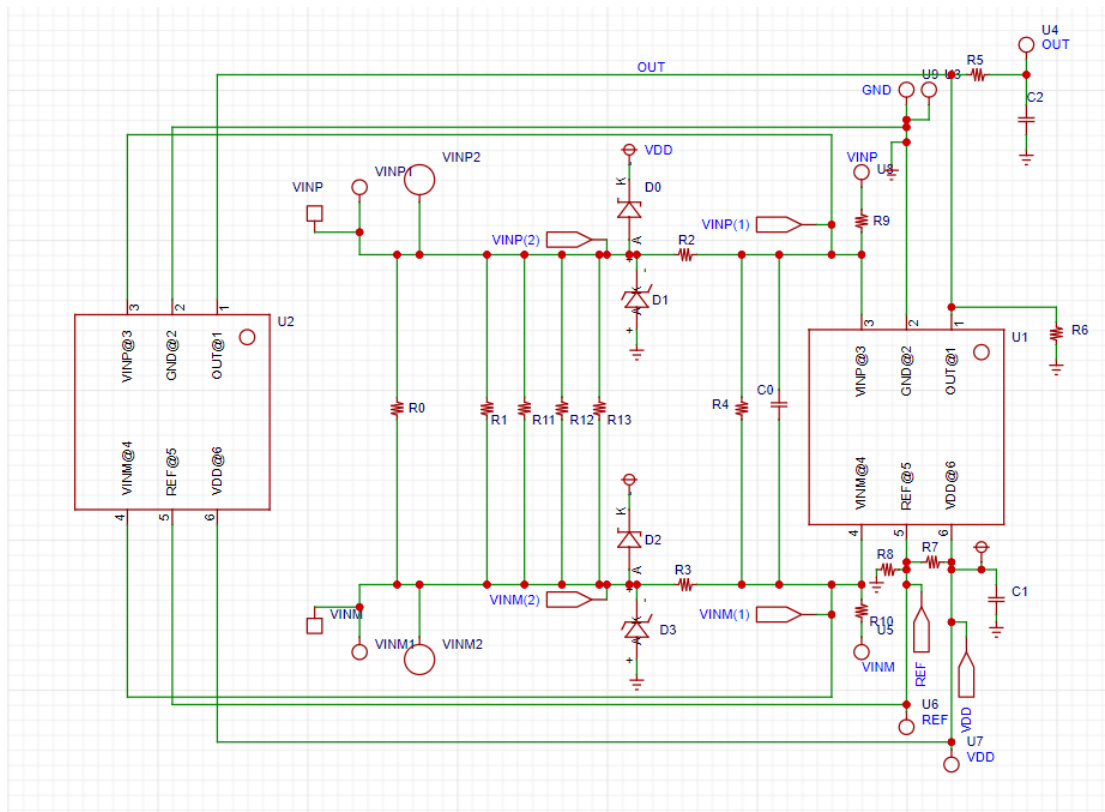 U4
OUT
R5
OUT
U9 U3
GND
C2
VINP2
VINP1
VINP
VDD
K
D0
A
VINP
U8
R9
VINP(2)
VINP(1)
R2
+
-
K
D1
A
+
3
2
1
U2
VINP@3
GND@2
OUT@1
3
2
1
U1
R6
VINP@3
GND@2
OUT@1
R0
R1
R11
R12
R13
R4
C0
VINM@4
REF@5
VDD@6
VINM@4
REF@5
VDD@6
4
5
6
K
D2
A
4
5
6
R8
R7
R3
+
-
C1
VINM(2)
VINM(1)
VINM
D3
A
+
R10
U5
VINM1
VINM2
VINM
REF
VDD
U6
REF
U7
VDD